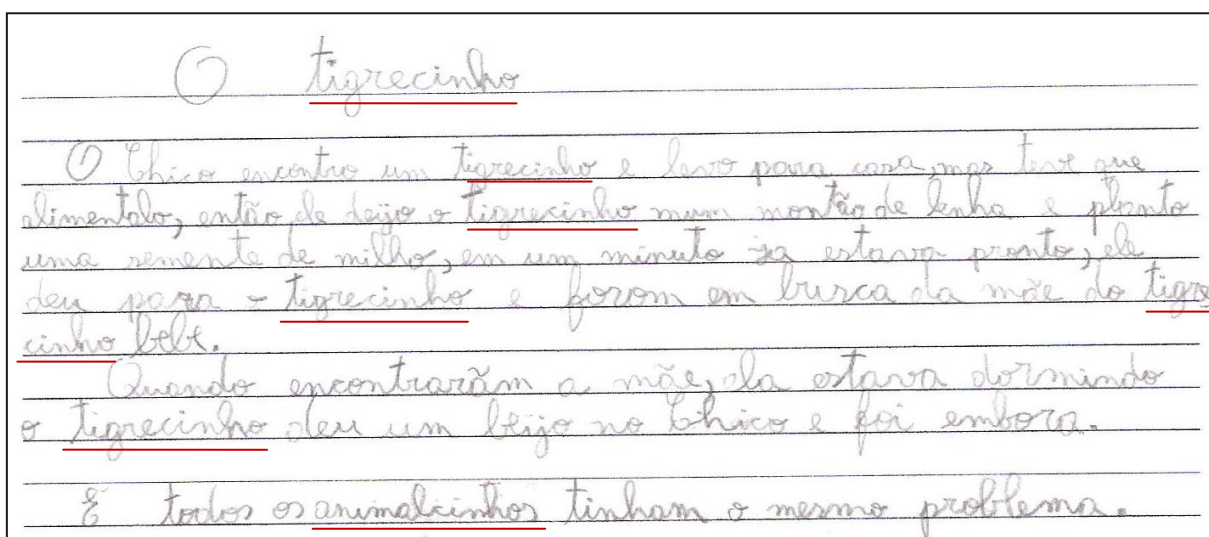 O tigrecinho
O Chico encontro um tigrecinho e levo para casa, mas teve que
alimentalo, então ele deijo o tigrecinho num montão de lenha e planto
uma semente de milho, em um minuto ja estava pronto, ele
deu para o tigrecinho e forom em busca da mãe do tigre
cinho bebe.
Quando encontrarãm a mãe, ela estava dormindo
o tigrecinho deu um beijo no Chico e foi embora.
E todos os animalcinhos tinham o mesmo problema.